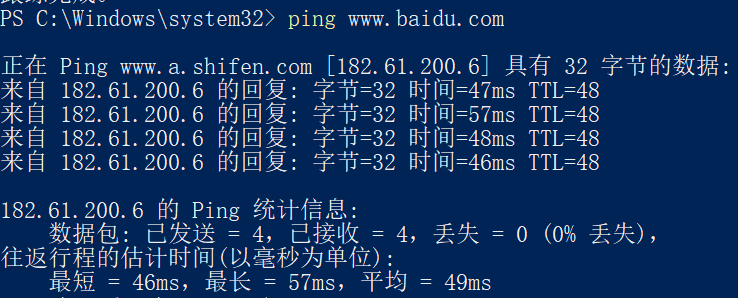 PS C:\Windows\system32> ping www.baidu.com
正在 Ping www.a.shifen.com [182.61.200.6] 具有 32 字节的数据:
来自 182.61.200.6 的回复: 字节=32 时间=47ms TTL=48
来自 182.61.200.6 的回复: 字节=32 时间=57ms TTL=48
来自 182.61.200.6 的回复: 字节=32 时间=48ms TTL=48
来自 182.61.200.6 的回复: 字节=32 时间=46ms TTL=48
182.61.200.6 的 Ping 统计信息:
数据包: 已发送 = 4，已接收 = 4，丢失 = 0 (0% 丢失)，
往返行程的估计时间(以毫秒为单位):
最短 = 46ms，最长 = 57ms，平均 = 49ms